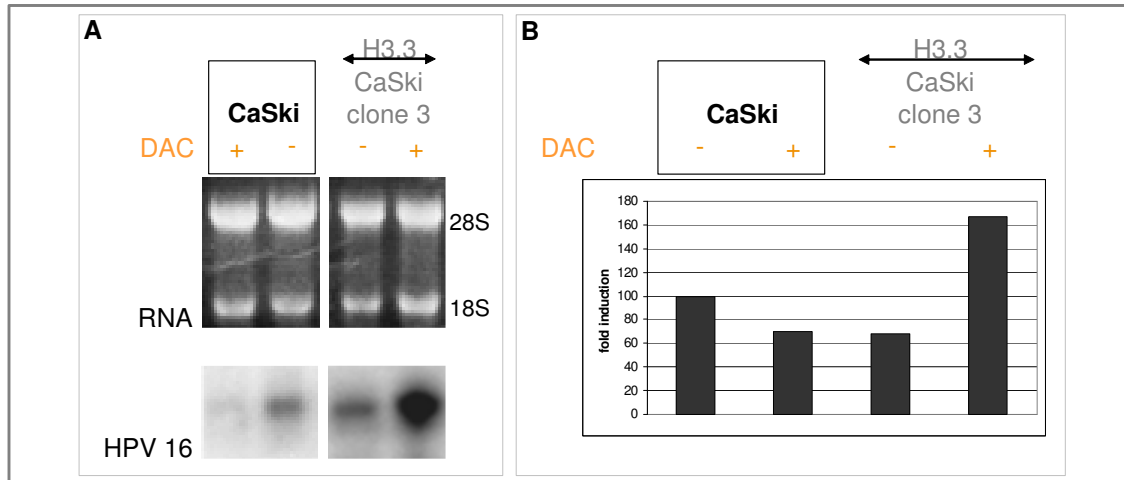 A
H3.3
CaSki
clone 3
CaSki
DAC + - - +
28S
18S
RNA
HPV 16
B
H3.3
CaSki
clone 3
CaSki
DAC - + - +
fold induction
180
160
140
120
100
80
60
40
20
0